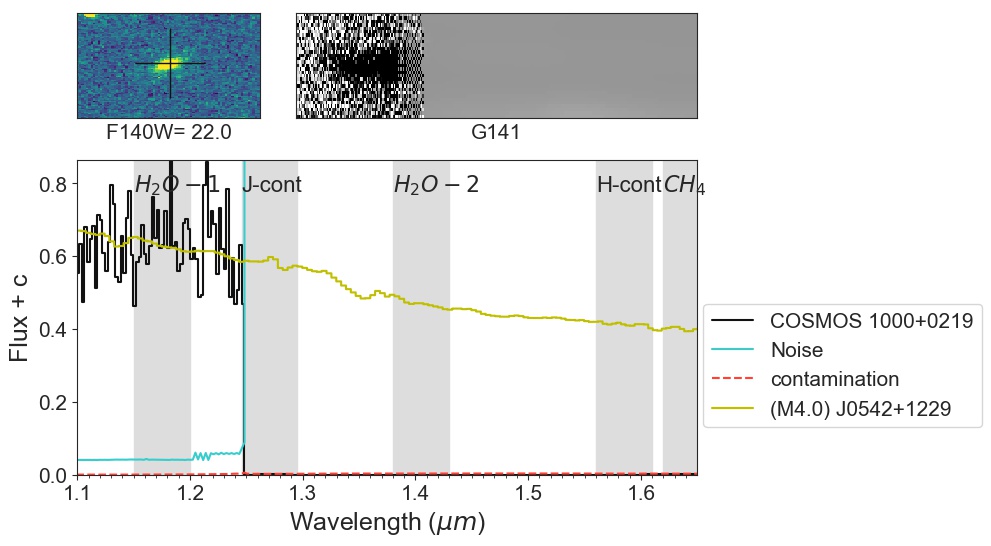 F140W= 22.0
G141
H₂O − 1
J-cont
H₂O − 2
H-cont
CH₄
0.8
0.6
0.4
0.2
0.0
Flux + c
1.1
1.2
1.3
1.4
1.5
1.6
Wavelength (μm)
COSMOS 1000+0219
Noise
contamination
(M4.0) J0542+1229